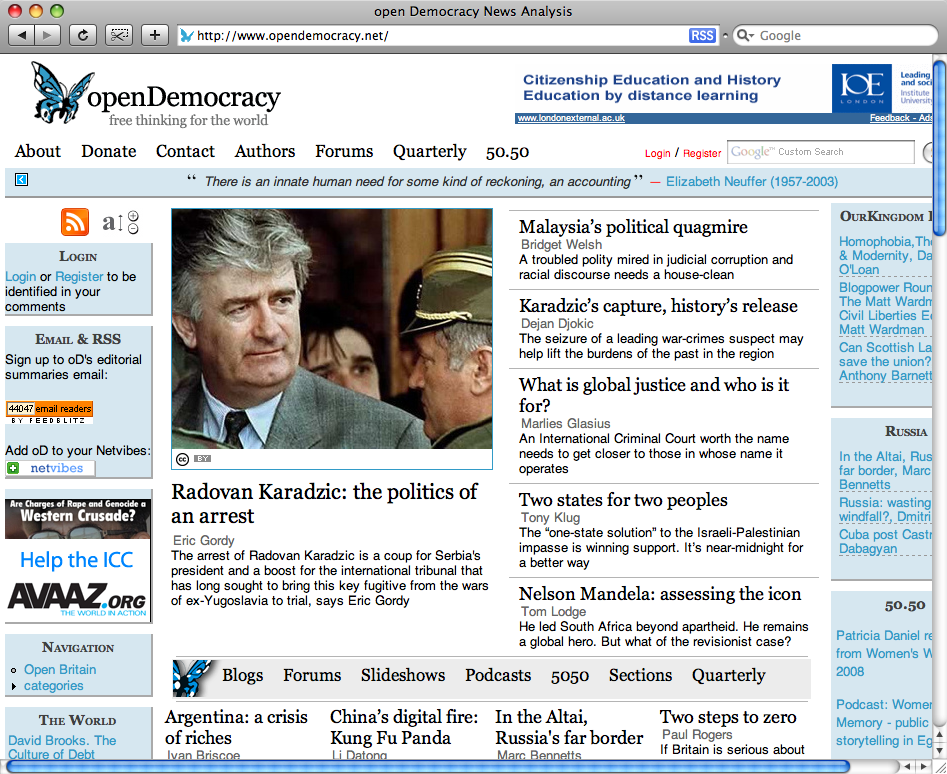 open Democracy News Analysis
http://www.opendemocracy.net/
RSS
Google
openDemocracy
free thinking for the world
Citizenship Education and History
Education by distance learning
www.londonexternal.ac.uk
Feedback - Ads
IOE
LONDON
Leading
and soci
Institute
University
About Donate Contact Authors Forums Quarterly 50.50
Login / Register
Google™ Custom Search
“ There is an innate human need for some kind of reckoning, an accounting ” — Elizabeth Neuffer (1957-2003)
a
Login
Login or Register to be
identified in your
comments
Email & RSS
Sign up to oD's editorial
summaries email:
44047 email readers
BY FEEDBLITZ
Add oD to your Netvibes:
netvibes
Are Charges of Rape and Genocide a
Western Crusade?
Help the ICC
AVAAZ.ORG
THE WORLD IN ACTION
Navigation
Open Britain
categories
The World
David Brooks. The
Culture of Debt
cc BY
Radovan Karadzic: the politics of
an arrest
Eric Gordy
The arrest of Radovan Karadzic is a coup for Serbia's
president and a boost for the international tribunal that
has long sought to bring this key fugitive from the wars
of ex-Yugoslavia to trial, says Eric Gordy
Malaysia’s political quagmire
Bridget Welsh
A troubled polity mired in judicial corruption and
racial discourse needs a house-clean
Karadzic’s capture, history’s release
Dejan Djokic
The seizure of a leading war-crimes suspect may
help lift the burdens of the past in the region
What is global justice and who is it
for?
Marlies Glasius
An International Criminal Court worth the name
needs to get closer to those in whose name it
operates
Two states for two peoples
Tony Klug
The “one-state solution” to the Israeli-Palestinian
impasse is winning support. It’s near-midnight for
a better way
Nelson Mandela: assessing the icon
Tom Lodge
He led South Africa beyond apartheid. He remains
a global hero. But what of the revisionist case?
Blogs Forums Slideshows Podcasts 5050 Sections Quarterly
Argentina: a crisis
of riches
Ivan Briscoe
China’s digital fire:
Kung Fu Panda
Li Datong
In the Altai,
Russia's far border
Marc Bennetts
Two steps to zero
Paul Rogers
If Britain is serious about
OurKingdom
Homophobia,The
& Modernity, Da
O'Loan
Blogpower Roun
The Matt Wardm
Civil Liberties E
Matt Wardman
Can Scottish La
save the union?
Anthony Barnett
Russia
In the Altai, Rus
far border, Marc
Bennetts
Russia: wasting
windfall?, Dmitri
Cuba post Castr
Dabagyan
50.50
Patricia Daniel re
from Women's W
2008
Podcast: Women
Memory - public
storytelling in Eg